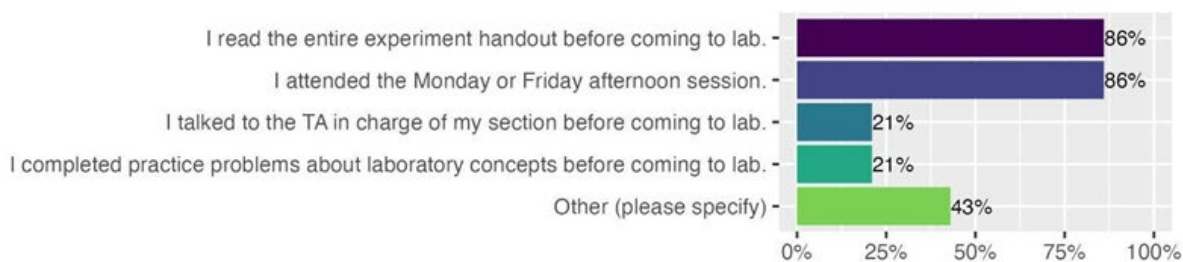 I read the entire experiment handout before coming to lab.
86%
I attended the Monday or Friday afternoon session.
86%
I talked to the TA in charge of my section before coming to lab.
21%
I completed practice problems about laboratory concepts before coming to lab.
21%
Other (please specify)
43%
0% 25% 50% 75% 100%